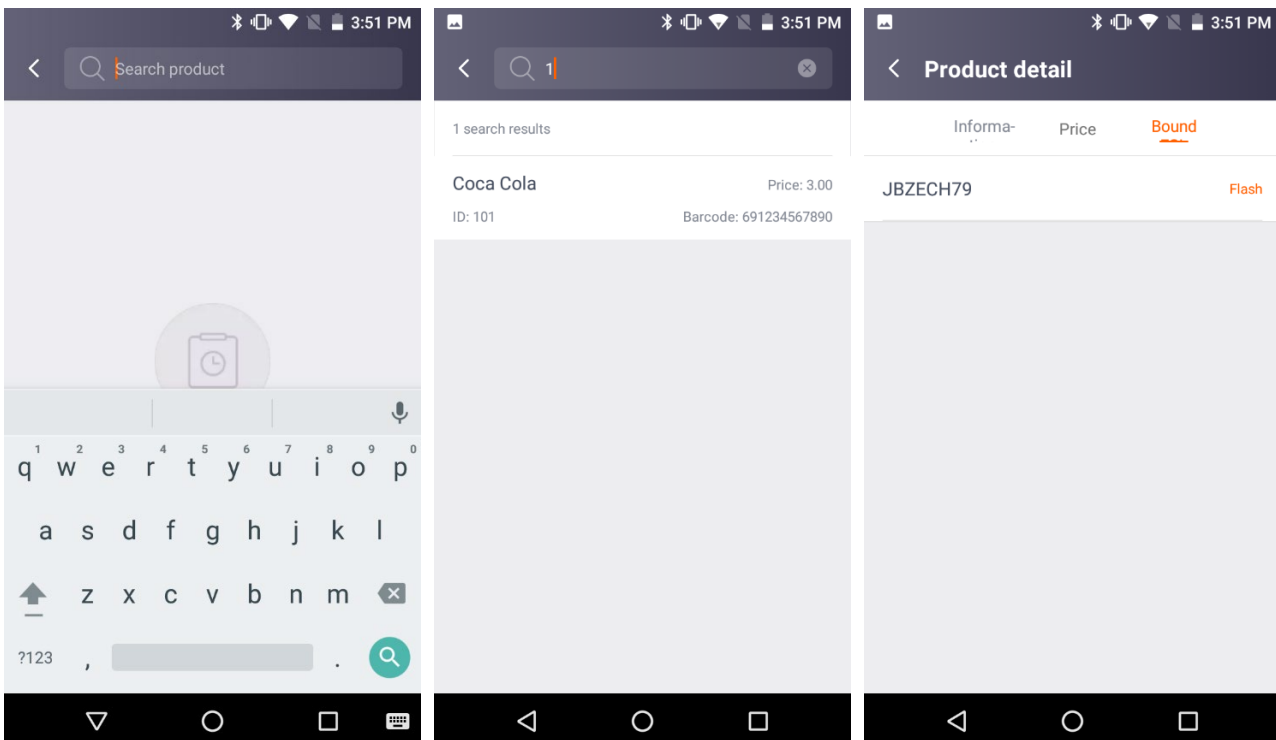 3:51 PM
Search product
1 2 3 4 5 6 7 8 9 0
q w e r t y u i o p
a s d f g h j k l
z x c v b n m
?123 , .
3:51 PM
1
1 search results
Coca Cola Price: 3.00
ID: 101 Barcode: 691234567890
3:51 PM
Product detail
Informa- Price Bound
JBZECH79 Flash